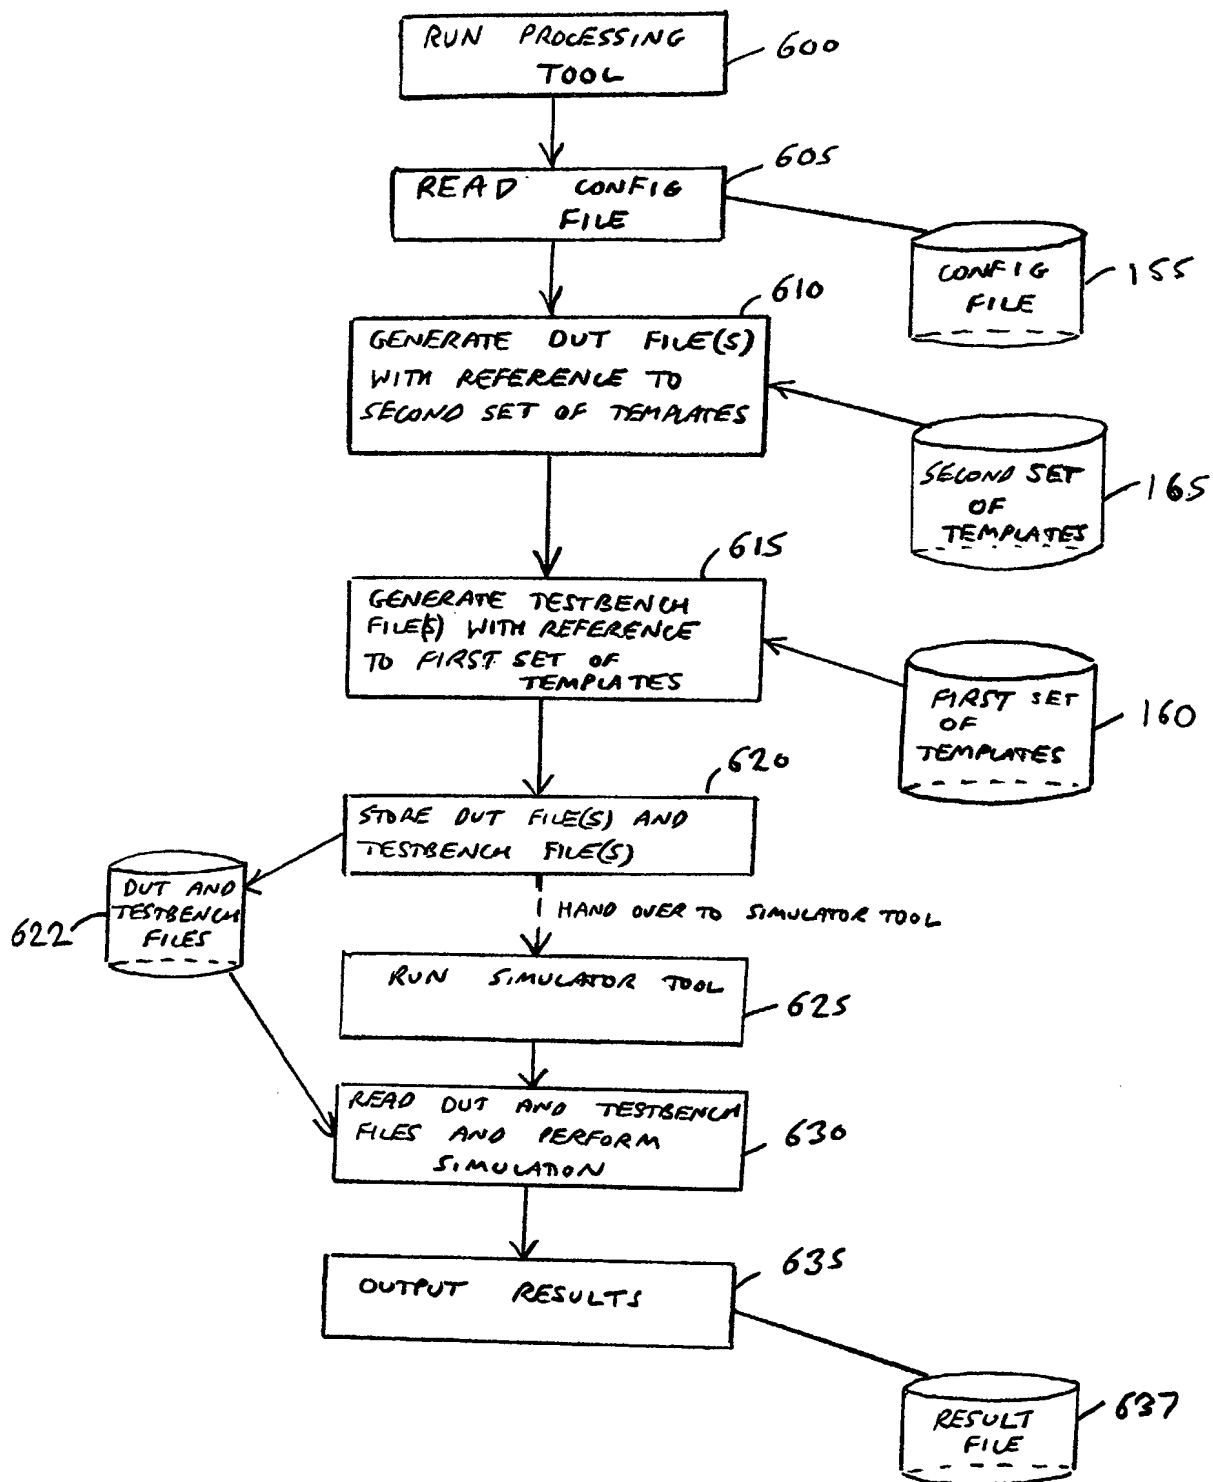 RUN PROCESSING
TOOL
600
READ CONFIG
FILE
605
CONFIG
FILE
155
610
GENERATE DUT FILE(S)
WITH REFERENCE TO
SECOND SET OF TEMPLATES
SECOND SET
OF
TEMPLATES
165
615
GENERATE TESTBENCH
FILE(S) WITH REFERENCE
TO FIRST SET OF
TEMPLATES
FIRST SET
OF
TEMPLATES
160
620
STORE DUT FILE(S) AND
TESTBENCH FILE(S)
DUT AND
TESTBENCH
FILES
622
HAND OVER TO SIMULATOR TOOL
RUN SIMULATOR TOOL
625
READ DUT AND TESTBENCH
FILES AND PERFORM
SIMULATION
630
OUTPUT RESULTS
635
RESULT
FILE
637